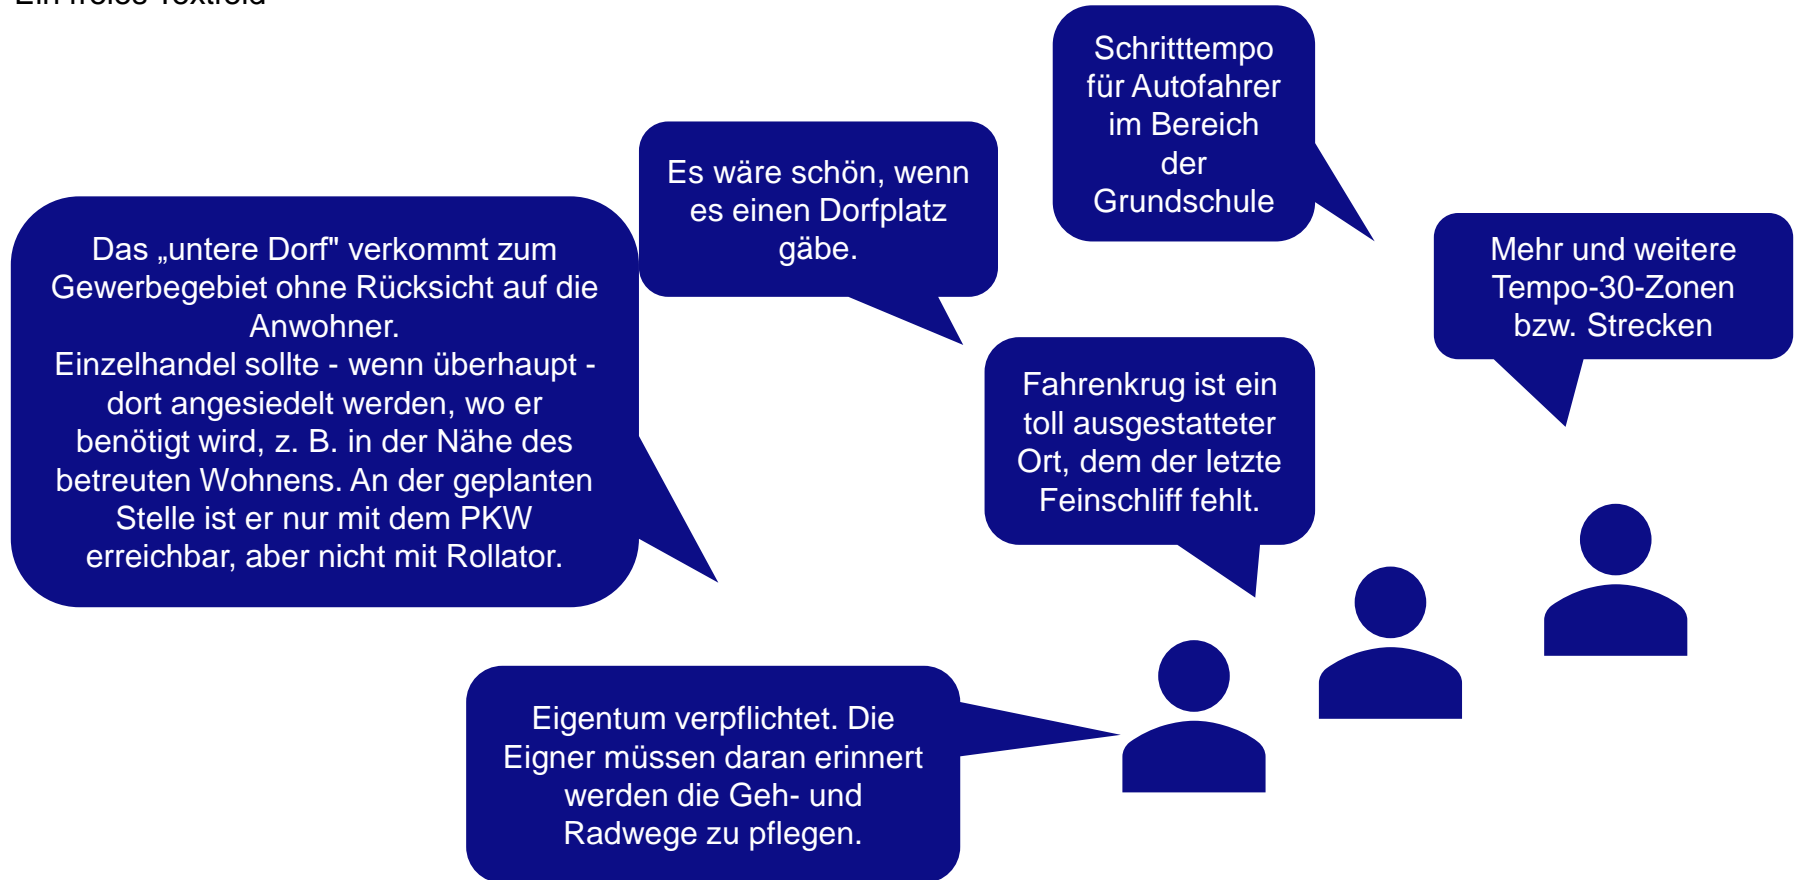 Ein freies Textfeld
Schritttempo
für Autofahrer
im Bereich
der
Grundschule
Es wäre schön, wenn
es einen Dorfplatz
gäbe.
Das „untere Dorf" verkommt zum
Gewerbegebiet ohne Rücksicht auf die
Anwohner.
Einzelhandel sollte - wenn überhaupt -
dort angesiedelt werden, wo er
benötigt wird, z. B. in der Nähe des
betreuten Wohnens. An der geplanten
Stelle ist er nur mit dem PKW
erreichbar, aber nicht mit Rollator.
Mehr und weitere
Tempo-30-Zonen
bzw. Strecken
Fahrenkrug ist ein
toll ausgestatteter
Ort, dem der letzte
Feinschliff fehlt.
Eigentum verpflichtet. Die
Eigner müssen daran erinnert
werden die Geh- und
Radwege zu pflegen.